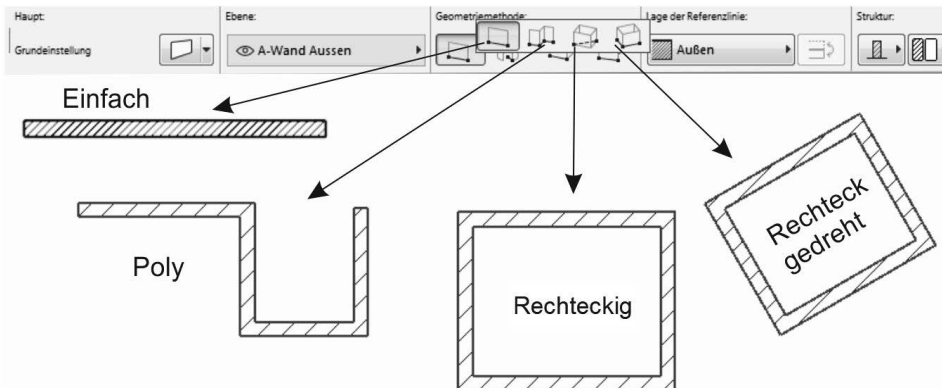 Haupt:
Ebene:
Geometriemethode:
Lage der Referenzlinie:
Struktur:
Grundeinstellung
A-Wand Aussen
Außen
Einfach
Poly
Rechteckig
Rechteck
gedreht